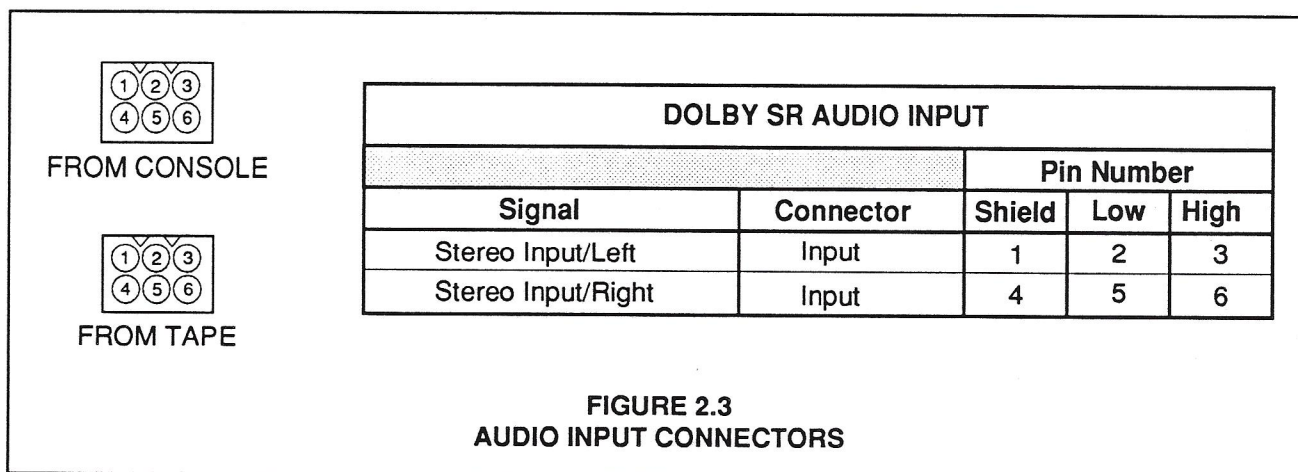 1 2 3
4 5 6
FROM CONSOLE
1 2 3
4 5 6
FROM TAPE
DOLBY SR AUDIO INPUT
Pin Number
Signal Connector Shield Low High
Stereo Input/Left Input 1 2 3
Stereo Input/Right Input 4 5 6
FIGURE 2.3
AUDIO INPUT CONNECTORS